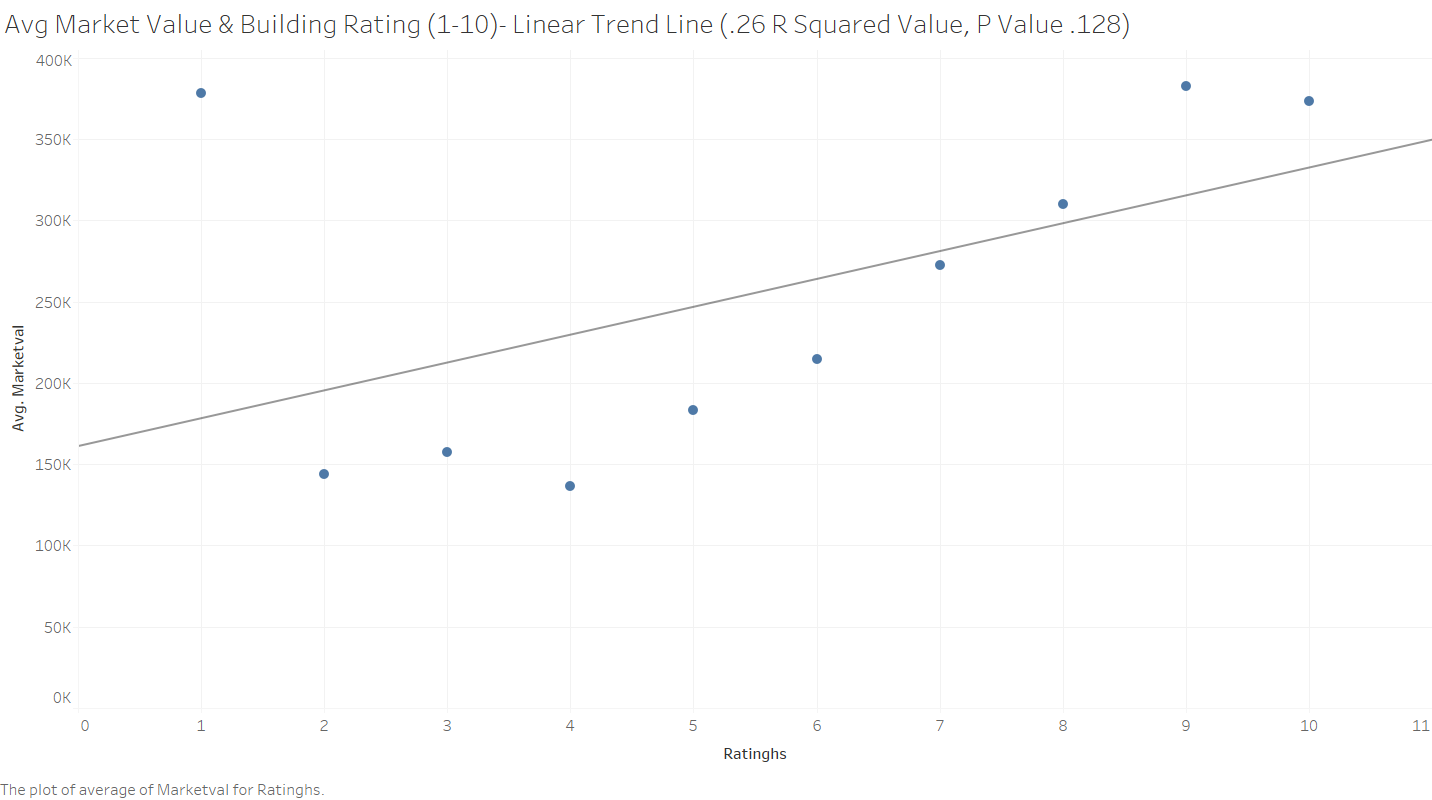 Avg Market Value & Building Rating (1-10)- Linear Trend Line (.26 R Squared Value, P Value .128)
400K
350K
300K
250K
200K
150K
100K
50K
0K
Avg. Marketval
0 1 2 3 4 5 6 7 8 9 10 11
Ratinghs
The plot of average of Marketval for Ratinghs.